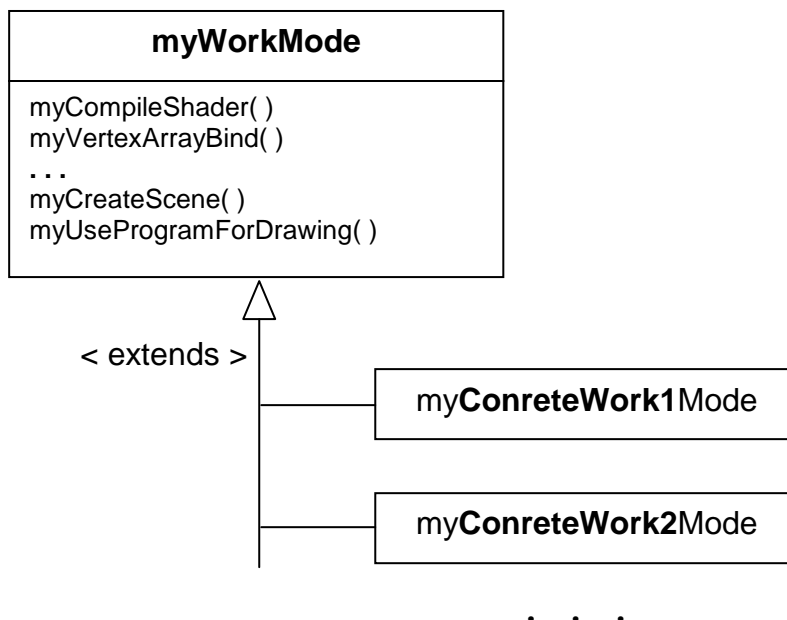 myWorkMode
myCompileShader( )
myVertexArrayBind( )
. . .
myCreateScene( )
myUseProgramForDrawing( )
< extends >
myConreteWork1Mode
myConreteWork2Mode
. . .